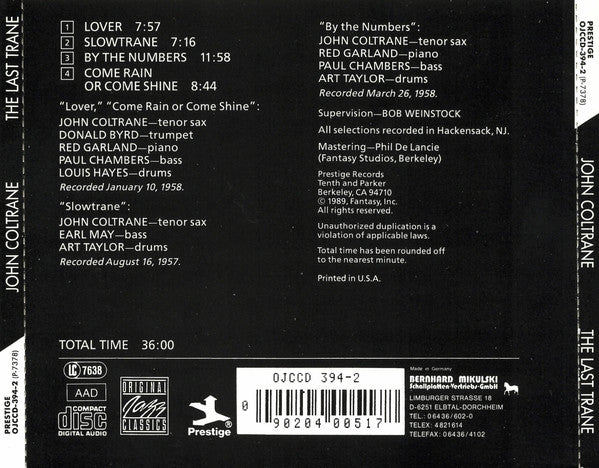 PRESTIGE
OJCCD-394-2 (P-7378)
THE LAST TRANE
JOHN COLTRANE
1 LOVER 7:57
2 SLOWTRANE 7:16
3 BY THE NUMBERS 11:58
4 COME RAIN
OR COME SHINE 8:44
"Lover," "Come Rain or Come Shine":
JOHN COLTRANE—tenor sax
DONALD BYRD—trumpet
RED GARLAND—piano
PAUL CHAMBERS—bass
LOUIS HAYES—drums
Recorded January 10, 1958.
"Slowtrane":
JOHN COLTRANE—tenor sax
EARL MAY—bass
ART TAYLOR—drums
Recorded August 16, 1957.
TOTAL TIME 36:00
"By the Numbers":
JOHN COLTRANE—tenor sax
RED GARLAND—piano
PAUL CHAMBERS—bass
ART TAYLOR—drums
Recorded March 26, 1958.
Supervision—BOB WEINSTOCK
All selections recorded in Hackensack, NJ.
Mastering—Phil De Lancie
(Fantasy Studios, Berkeley)
Prestige Records
Tenth and Parker
Berkeley, CA 94710
© 1989, Fantasy, Inc.
All rights reserved.
Unauthorized duplication is a
violation of applicable laws.
Total time has been rounded off
to the nearest minute.
Printed in U.S.A.
LC 7638
AAD
COMPACT
disc
DIGITAL AUDIO
ORIGINAL
Jazz
CLASSICS
Prestige
OJCCD 394-2
0 90204 00517
Made in Germany
BERNHARD MIKULSKI
Schallplatten-Vertriebs-GmbH
LIMBURGER STRASSE 18
D-6251 ELBTAL-DORCHHEIM
TEL.: 06436/602-0
TELEX: 4821614
TELEFAX: 06436/4102
PRESTIGE
OJCCD-394-2 (P-7378)
JOHN COLTRANE
THE LAST TRANE